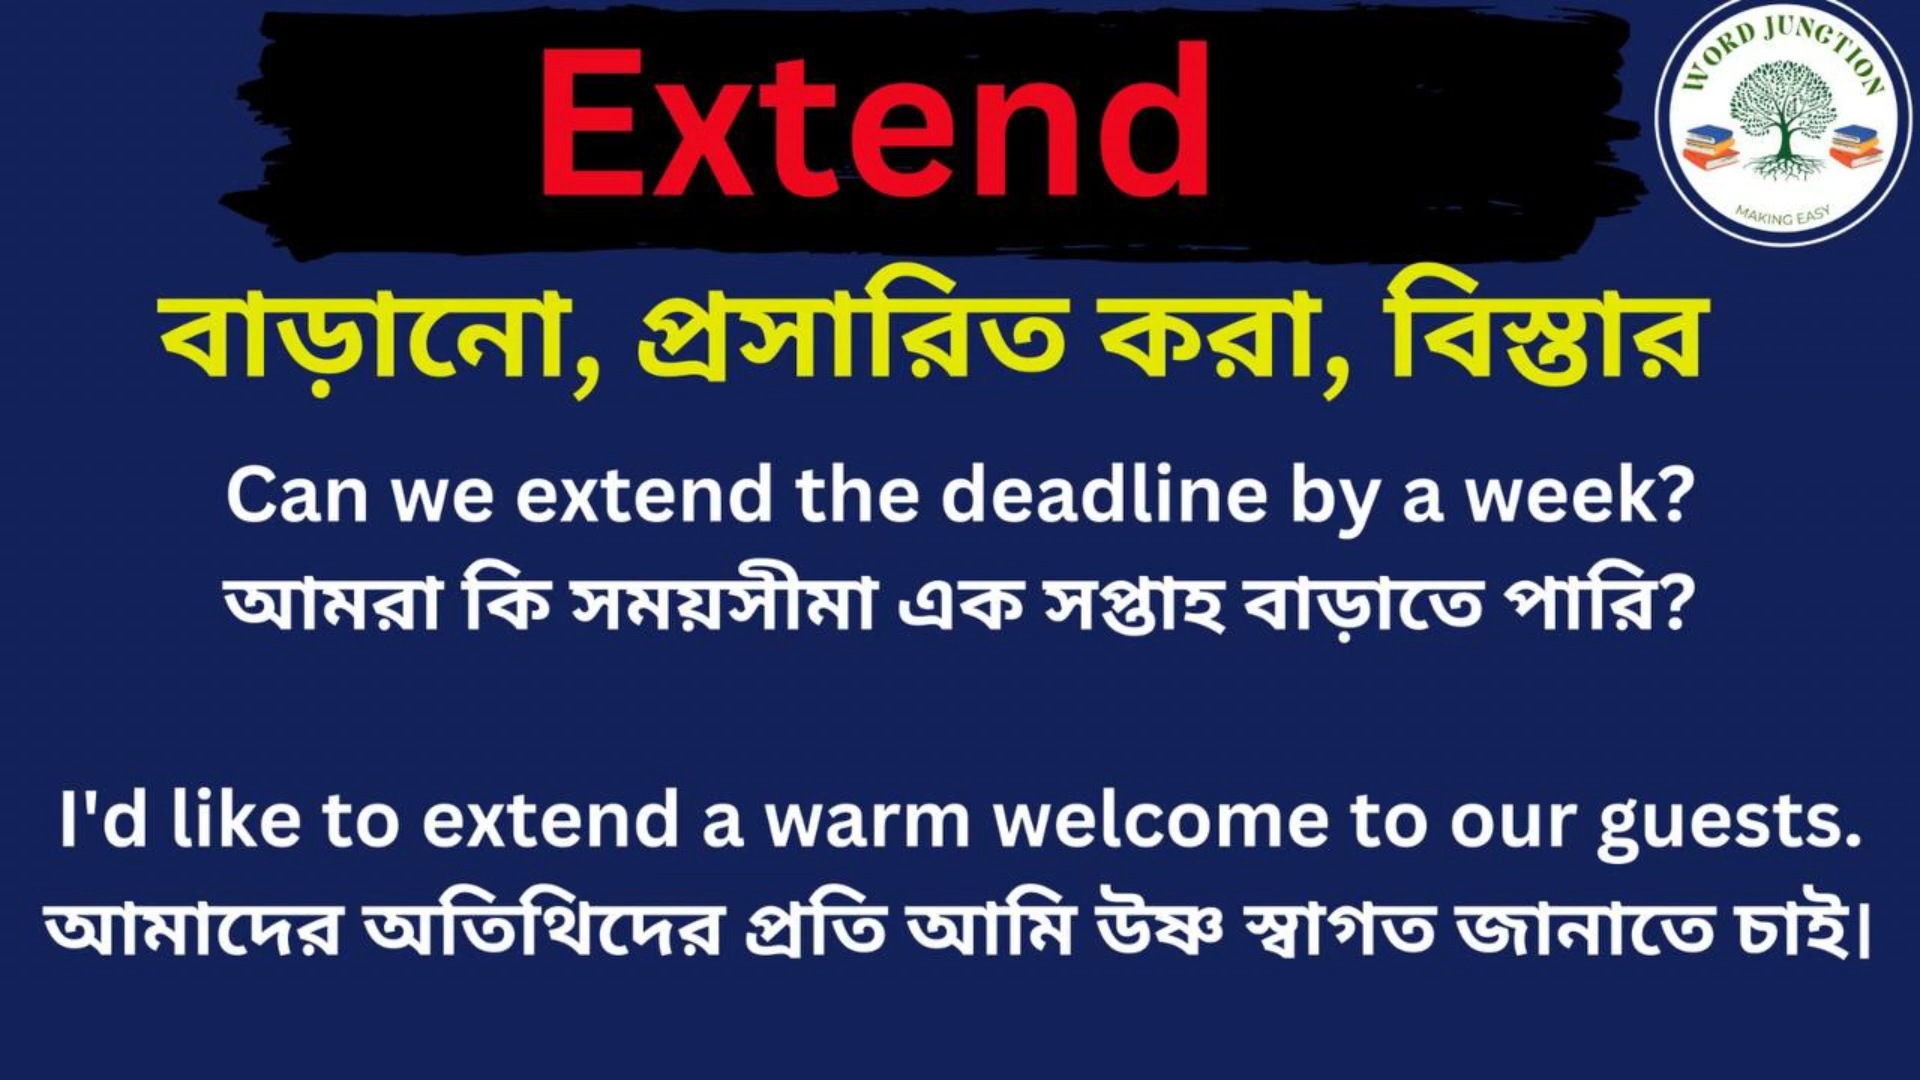 Extend
WORD JUNCTION
MAKING EASY
বাড়ানো, প্রসারিত করা, বিস্তার
Can we extend the deadline by a week?
আমরা কি সময়সীমা এক সপ্তাহ বাড়াতে পারি?
I'd like to extend a warm welcome to our guests.
আমাদের অতিথিদের প্রতি আমি উষ্ণ স্বাগত জানাতে চাই।